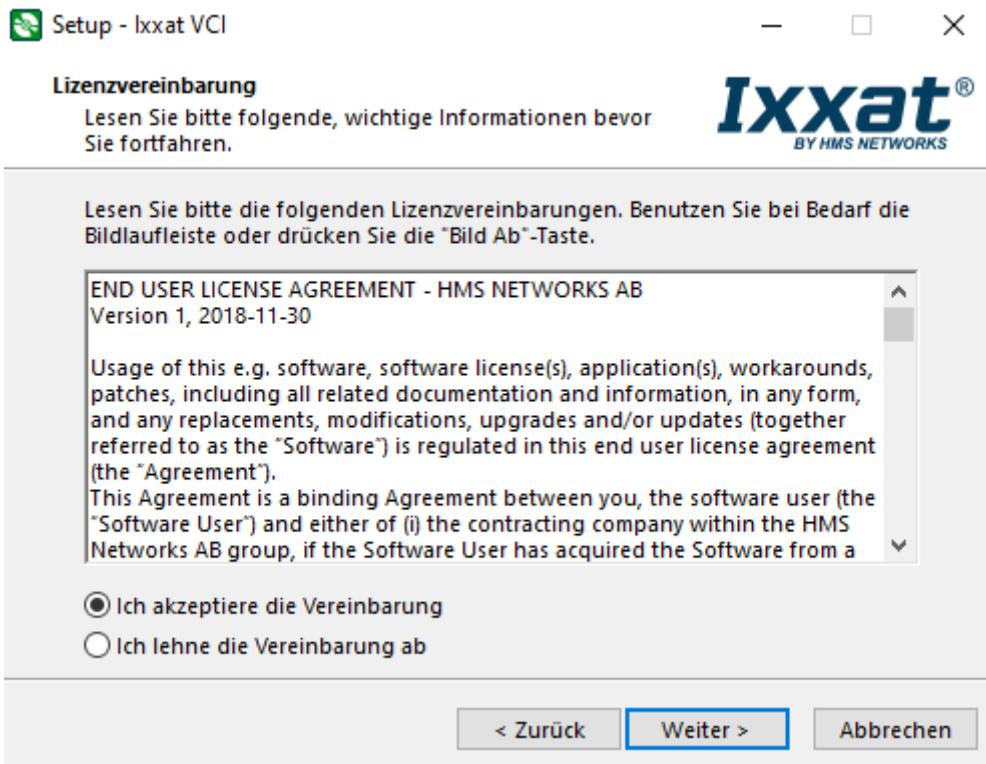 Setup - Ixxat VCI
Lizenzvereinbarung
Lesen Sie bitte folgende, wichtige Informationen bevor
Sie fortfahren.
Ixxat®
BY HMS NETWORKS
Lesen Sie bitte die folgenden Lizenzvereinbarungen. Benutzen Sie bei Bedarf die
Bildlaufleiste oder drücken Sie die "Bild Ab"-Taste.
END USER LICENSE AGREEMENT - HMS NETWORKS AB
Version 1, 2018-11-30
Usage of this e.g. software, software license(s), application(s), workarounds,
patches, including all related documentation and information, in any form,
and any replacements, modifications, upgrades and/or updates (together
referred to as the “Software”) is regulated in this end user license agreement
(the “Agreement”).
This Agreement is a binding Agreement between you, the software user (the
“Software User”) and either of (i) the contracting company within the HMS
Networks AB group, if the Software User has acquired the Software from a
Ich akzeptiere die Vereinbarung
Ich lehne die Vereinbarung ab
< Zurück
Weiter >
Abbrechen